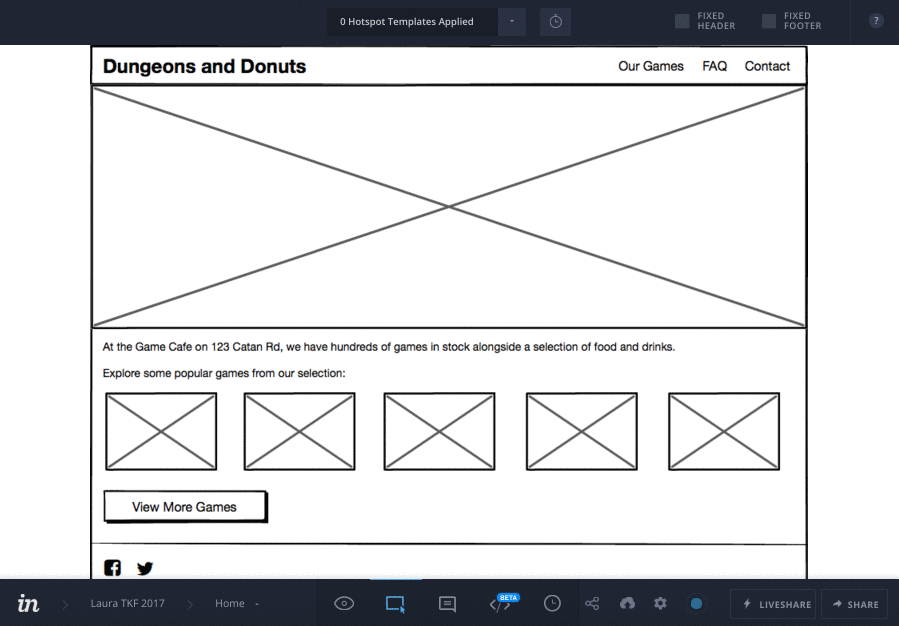 0 Hotspot Templates Applied
FIXED HEADER
FIXED FOOTER
?
Dungeons and Donuts
Our Games FAQ Contact
At the Game Cafe on 123 Catan Rd, we have hundreds of games in stock alongside a selection of food and drinks.
Explore some popular games from our selection:
View More Games
in
Laura TKF 2017
Home
BETA
LIVESHARE
SHARE